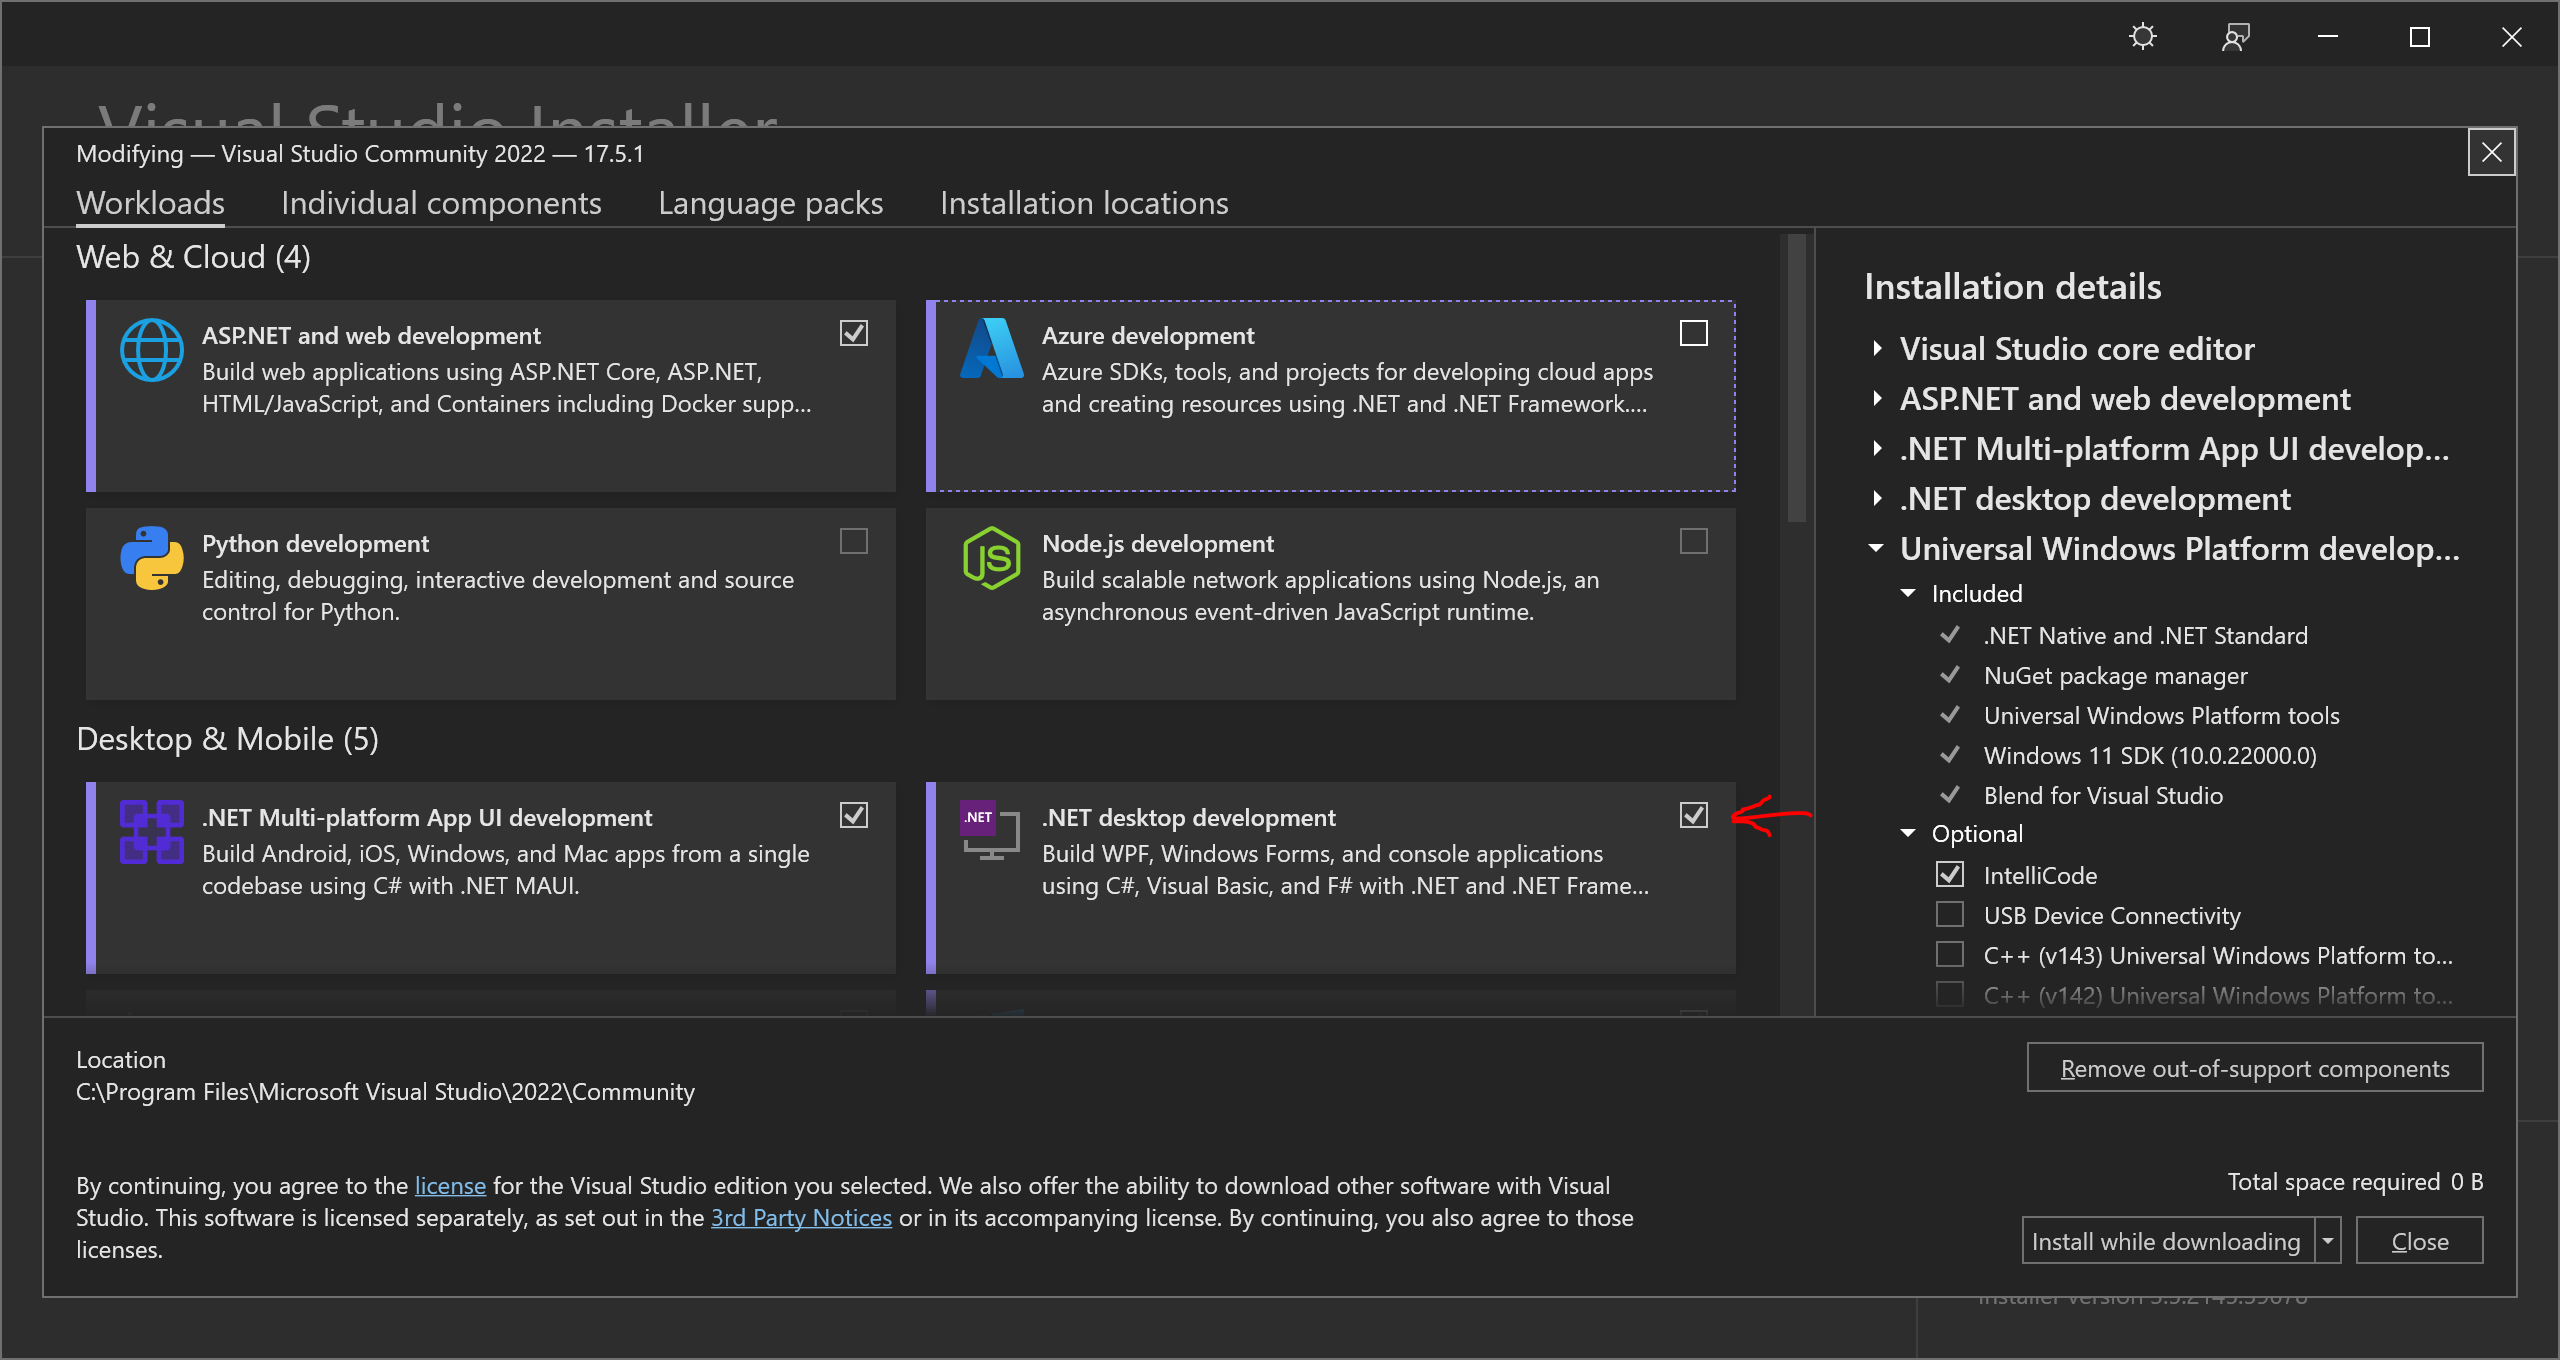 Visual Studio Installer
Modifying — Visual Studio Community 2022 — 17.5.1
Workloads
Individual components
Language packs
Installation locations
Web & Cloud (4)
ASP.NET and web development
Build web applications using ASP.NET Core, ASP.NET,
HTML/JavaScript, and Containers including Docker supp...
Azure development
Azure SDKs, tools, and projects for developing cloud apps
and creating resources using .NET and .NET Framework....
Python development
Editing, debugging, interactive development and source
control for Python.
JS
Node.js development
Build scalable network applications using Node.js, an
asynchronous event-driven JavaScript runtime.
Desktop & Mobile (5)
.NET Multi-platform App UI development
Build Android, iOS, Windows, and Mac apps from a single
codebase using C# with .NET MAUI.
.NET
.NET desktop development
Build WPF, Windows Forms, and console applications
using C#, Visual Basic, and F# with .NET and .NET Frame...
Installation details
Visual Studio core editor
ASP.NET and web development
.NET Multi-platform App UI develop...
.NET desktop development
Universal Windows Platform develop...
Included
.NET Native and .NET Standard
NuGet package manager
Universal Windows Platform tools
Windows 11 SDK (10.0.22000.0)
Blend for Visual Studio
Optional
IntelliCode
USB Device Connectivity
C++ (v143) Universal Windows Platform to...
C++ (v142) Universal Windows Platform to...
Location
C:\Program Files\Microsoft Visual Studio\2022\Community
Remove out-of-support components
By continuing, you agree to the license for the Visual Studio edition you selected. We also offer the ability to download other software with Visual
Studio. This software is licensed separately, as set out in the 3rd Party Notices or in its accompanying license. By continuing, you also agree to those
licenses.
Total space required 0 B
Install while downloading
Close
Installer version